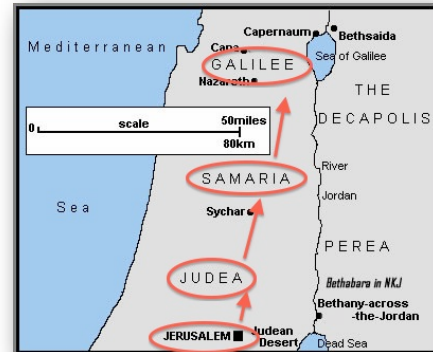 Mediterranean
Capernaum
Bethsaida
Cana
Sea of Galilee
GALILEE
Nazareth
THE
DECAPOLIS
0 scale 50miles
80km
SAMARIA
River
Jordan
Sea
Sychar
PEREA
JUDEA
Bethabara in NKJ
Bethany-across
-the-Jordan
JERUSALEM
Judean
Desert
Dead Sea